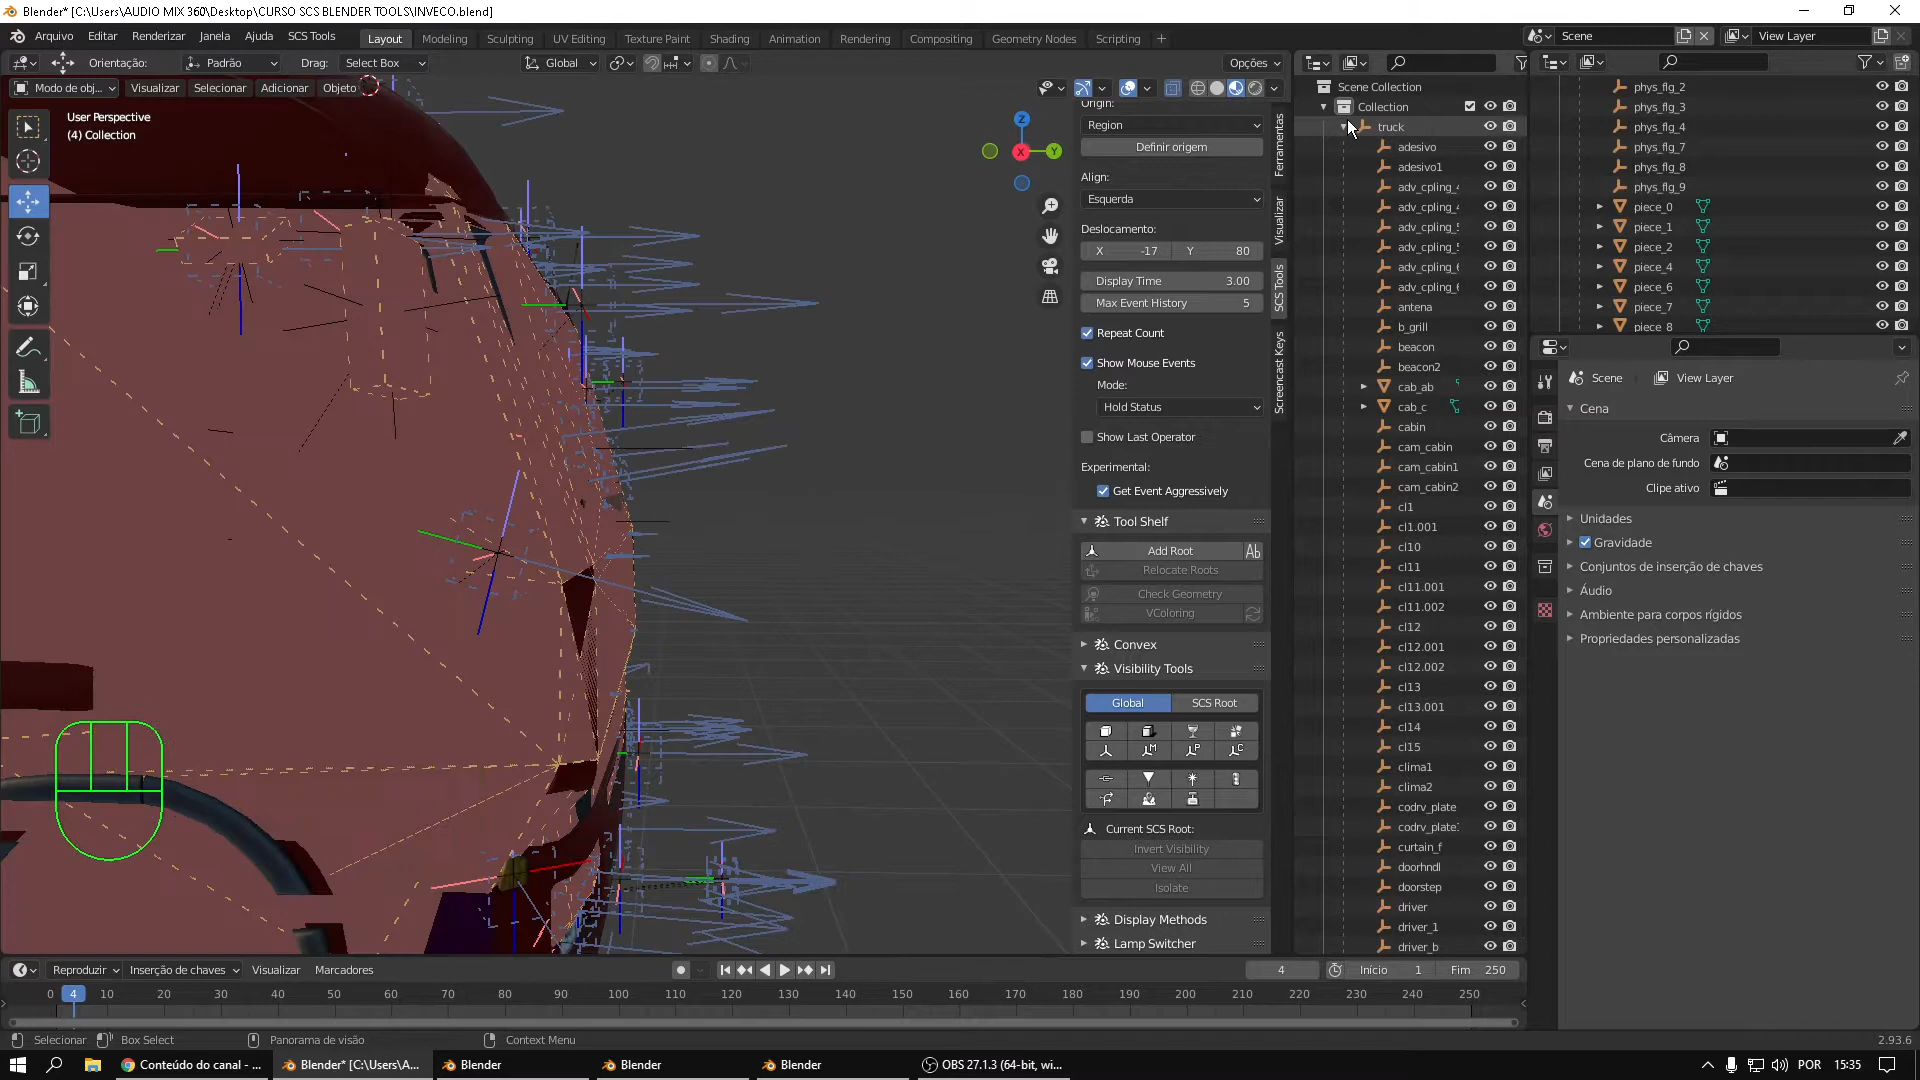 Blender* [C:\Users\AUDIO MIX 360\Desktop\CURSO SCS BLENDER TOOLS\INVECO.blend]
Arquivo Editar Renderizar Janela Ajuda SCS Tools Layout Modeling Sculpting UV Editing Texture Paint Shading Animation Rendering Compositing Geometry Nodes Scripting Scene View Layer
Orientação: Padrão Drag: Select Box Global Opções
Modo de obj... Visualizar Selecionar Adicionar Objeto
User Perspective
(4) Collection
Z
X
Y
Origin:
Region
Definir origem
Align:
Esquerda
Deslocamento:
X -17 Y 80
Display Time 3.00
Max Event History 5
Repeat Count
Show Mouse Events
Mode:
Hold Status
Show Last Operator
Experimental:
Get Event Aggressively
Tool Shelf
Add Root
Relocate Roots
Check Geometry
VColoring
Convex
Visibility Tools
Global SCS Root
Current SCS Root:
Invert Visibility
View All
Isolate
Display Methods
Lamp Switcher
Ferramentas
Visualizar
SCS Tools
Screencast Keys
Scene Collection
Collection
truck
adesivo
adesivo1
adv_cpling_4
adv_cpling_4
adv_cpling_5
adv_cpling_5
adv_cpling_6
adv_cpling_6
antena
b_grill
beacon
beacon2
cab_ab
cab_c
cabin
cam_cabin
cam_cabin1
cam_cabin2
cl1
cl1.001
cl10
cl11
cl11.001
cl11.002
cl12
cl12.001
cl12.002
cl13
cl13.001
cl14
cl15
clima1
clima2
codrv_plate
codrv_plate
curtain_f
doorhndl
doorstep
driver
driver_1
driver_b
phys_flg_2
phys_flg_3
phys_flg_4
phys_flg_7
phys_flg_8
phys_flg_9
piece_0
piece_1
piece_2
piece_4
piece_6
piece_7
piece_8
Scene View Layer
Cena
Câmera
Cena de plano de fundo
Clipe ativo
Unidades
Gravidade
Conjuntos de inserção de chaves
Áudio
Ambiente para corpos rígidos
Propriedades personalizadas
Reproduzir Inserção de chaves Visualizar Marcadores 4 Início 1 Fim 250
0 4 10 20 30 40 50 60 70 80 90 100 110 120 130 140 150 160 170 180 190 200 210 220 230 240 250
Selecionar Box Select Panorama de visão Context Menu 2.93.6
Conteúdo do canal - ... Blender* [C:\Users\A... Blender Blender Blender OBS 27.1.3 (64-bit, wi... POR 15:35